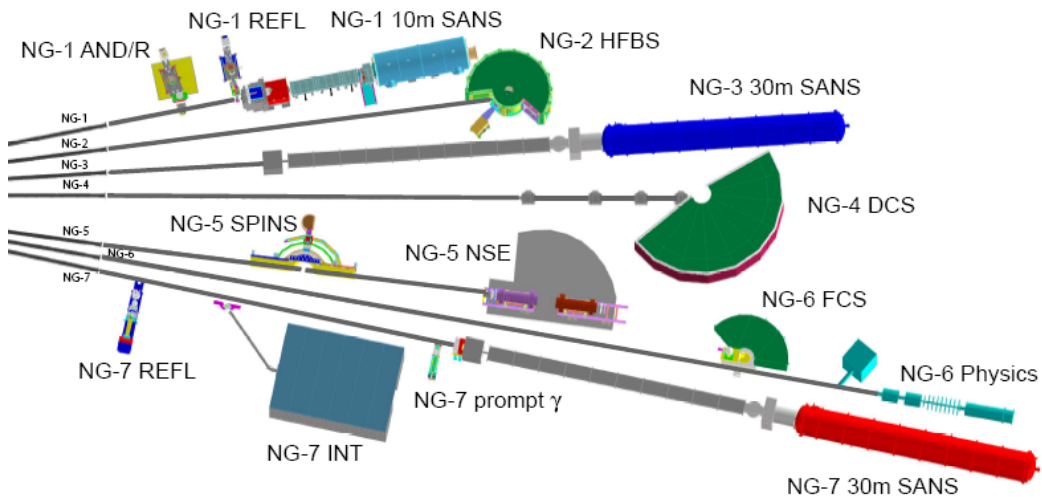 NG-1 REFL
NG-1 10m SANS
NG-1 AND/R
NG-2 HFBS
NG-3 30m SANS
NG-1
NG-2
NG-3
NG-4
NG-4 DCS
NG-5 SPINS
NG-5
NG-6
NG-7
NG-5 NSE
NG-6 FCS
NG-7 REFL
NG-6 Physics
NG-7 prompt γ
NG-7 INT
NG-7 30m SANS